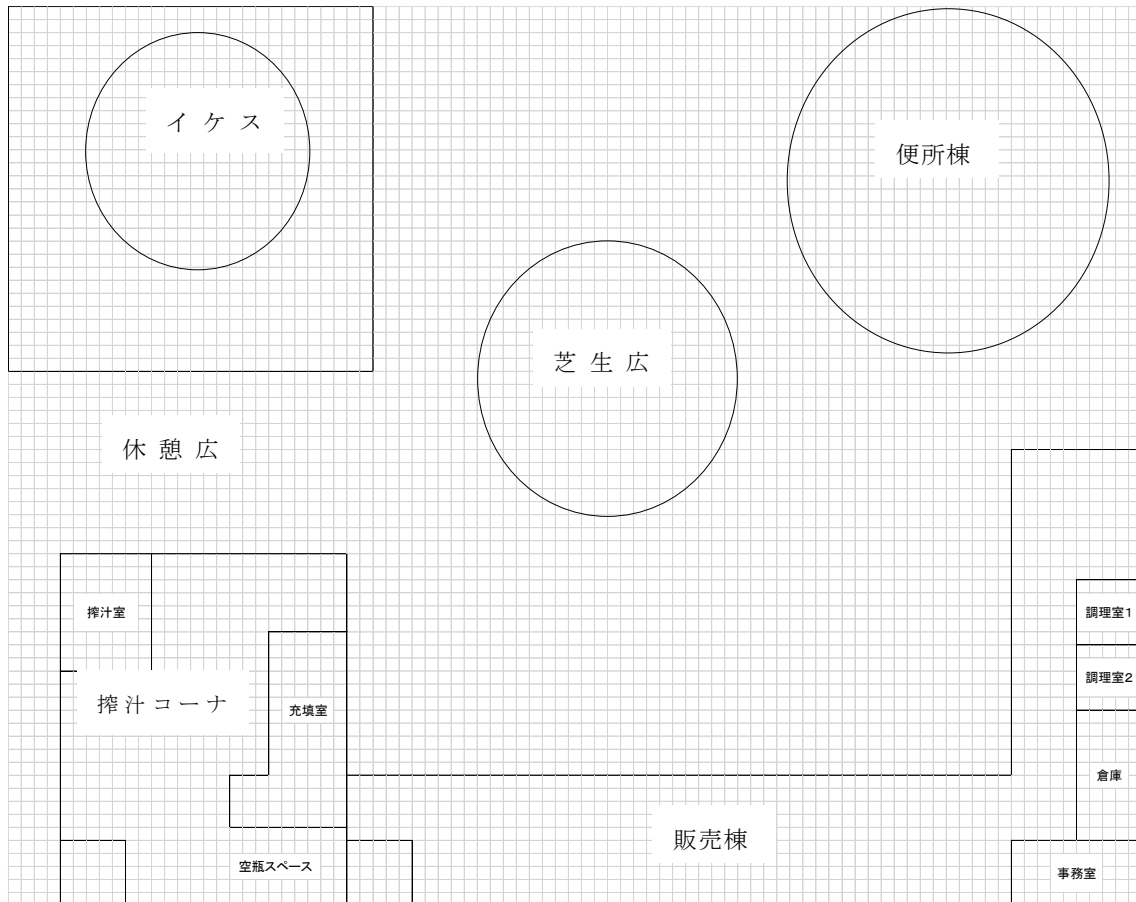 イケス
便所棟
芝生広
休憩広
搾汁室
調理室1
調理室2
搾汁コーナ
充填室
倉庫
販売棟
空瓶スペース
事務室